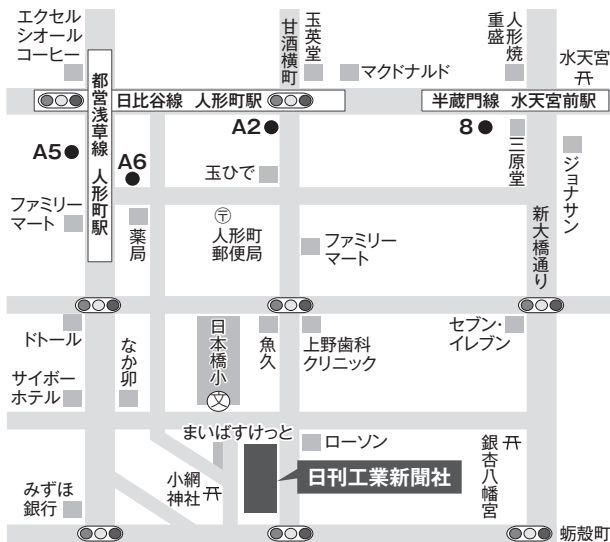 エクセル
シオール
コーヒー
甘酒横町
玉英堂
マクドナルド
人形焼
重盛
水天宮
都営浅草線 人形町駅
日比谷線 人形町駅
半蔵門線 水天宮前駅
A5
A6
A2
8
三原堂
ジョナサン
玉ひで
ファミリー
マート
薬局
〒
人形町
郵便局
ファミリー
マート
新大橋通り
ドトール
なか卯
日本橋小
文
魚久
上野歯科
クリニック
セブン・
イレブン
サイボー
ホテル
まいばすけっと
ローソン
銀杏八幡宮
小網
神社
日刊工業新聞社
みずほ
銀行
蛎殻町